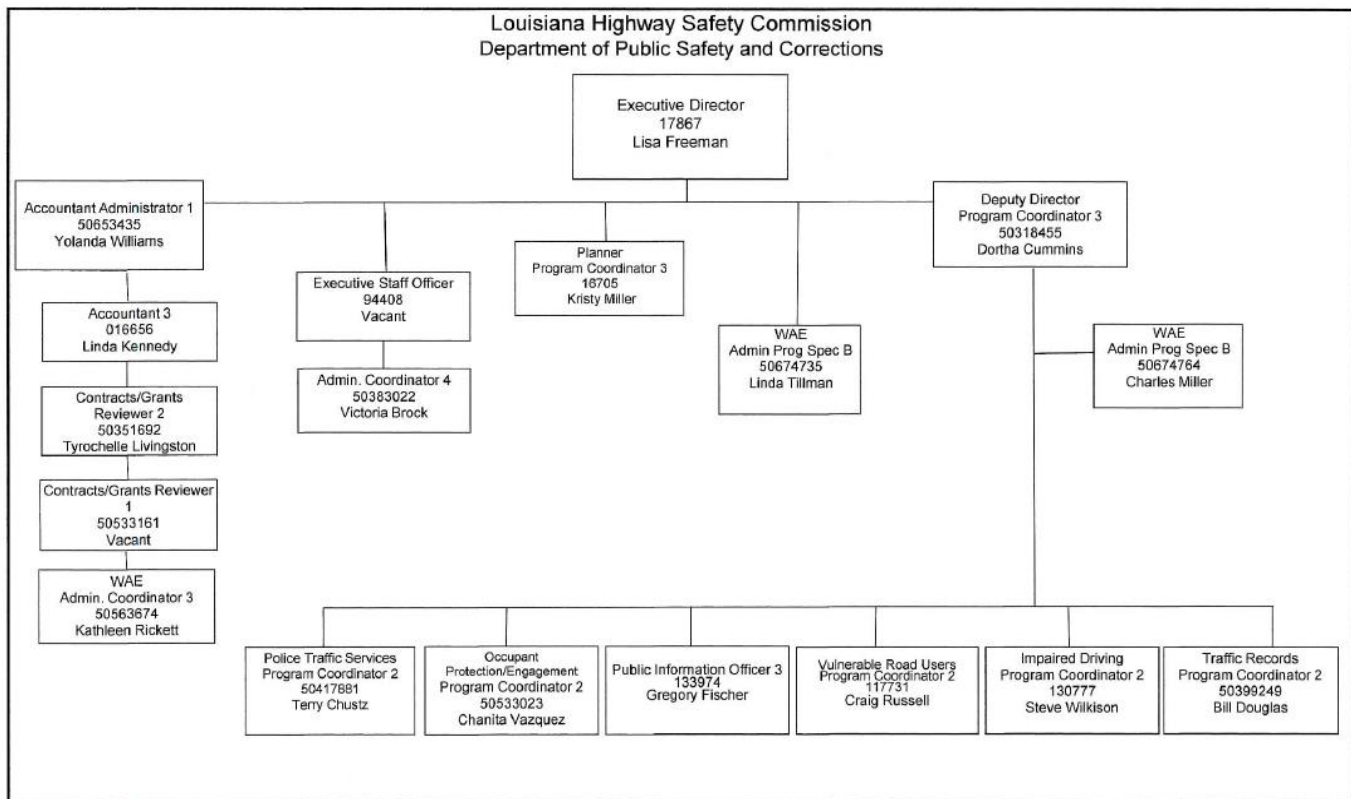 Louisiana Highway Safety Commission
Department of Public Safety and Corrections
Executive Director
17867
Lisa Freeman
Accountant Administrator 1
50653435
Yolanda Williams
Accountant 3
016656
Linda Kennedy
Contracts/Grants
Reviewer 2
50351692
Tyrochelle Livingston
Contracts/Grants Reviewer
1
50533161
Vacant
WAE
Admin. Coordinator 3
50563674
Kathleen Rickett
Executive Staff Officer
94408
Vacant
Admin. Coordinator 4
50383022
Victoria Brock
Planner
Program Coordinator 3
16705
Kristy Miller
WAE
Admin Prog Spec B
50674735
Linda Tillman
Deputy Director
Program Coordinator 3
50318455
Dortha Cummins
WAE
Admin Prog Spec B
50674764
Charles Miller
Police Traffic Services
Program Coordinator 2
50417881
Terry Chustz
Occupant
Protection/Engagement
Program Coordinator 2
50533023
Chanita Vazquez
Public Information Officer 3
133974
Gregory Fischer
Vulnerable Road Users
Program Coordinator 2
117731
Craig Russell
Impaired Driving
Program Coordinator 2
130777
Steve Wilkison
Traffic Records
Program Coordinator 2
50399249
Bill Douglas